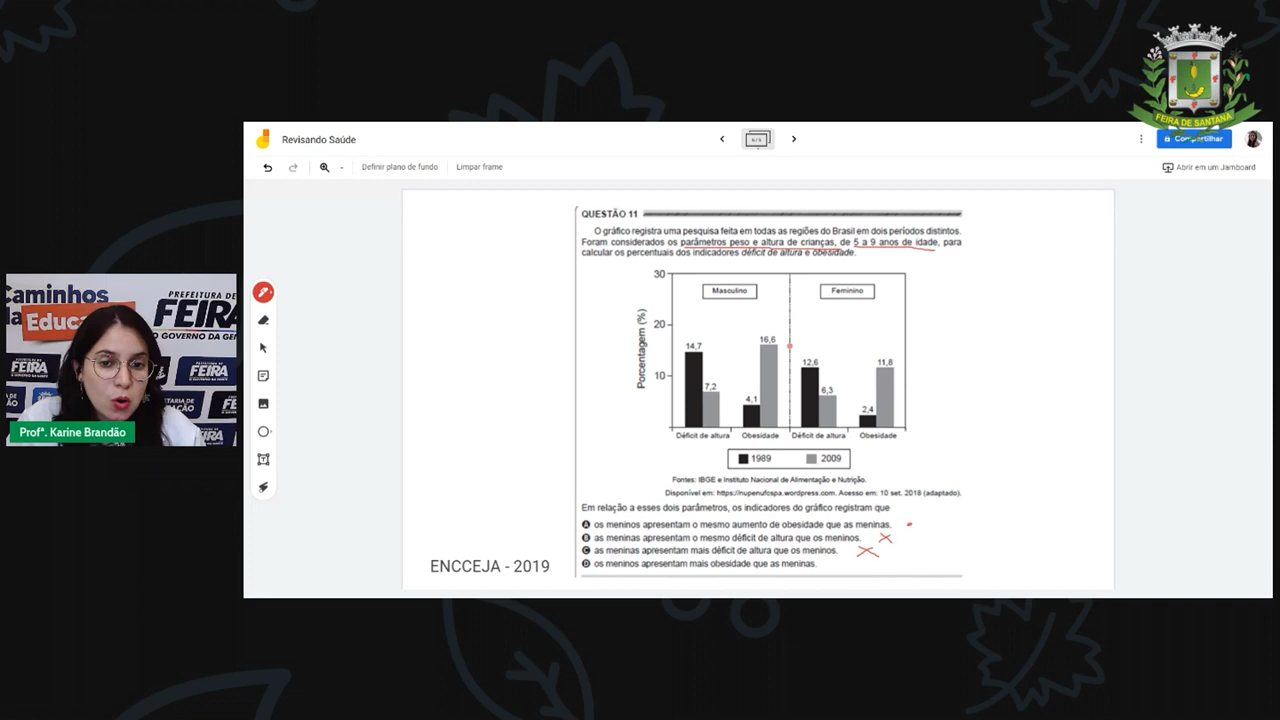 FEIRA DE SANTANA
Revisando Saúde
Compartilhar
Definir plano de fundo
Limpar frame
Abrir em um Jamboard
QUESTÃO 11
O gráfico registra uma pesquisa feita em todas as regiões do Brasil em dois períodos distintos.
Foram considerados os parâmetros peso e altura de crianças, de 5 a 9 anos de idade, para
calcular os percentuais dos indicadores déficit de altura e obesidade.
Porcentagem (%)
30
20
10
Masculino
Feminino
14,7
7,2
4,1
16,6
12,6
6,3
2,4
11,8
Déficit de altura
Obesidade
Déficit de altura
Obesidade
1989
2009
Fontes: IBGE e Instituto Nacional de Alimentação e Nutrição.
Disponível em: https://nupenufcspa.wordpress.com. Acesso em: 10 set. 2018 (adaptado).
Em relação a esses dois parâmetros, os indicadores do gráfico registram que
A os meninos apresentam o mesmo aumento de obesidade que as meninas.
B as meninas apresentam o mesmo déficit de altura que os meninos.
C as meninas apresentam mais déficit de altura que os meninos.
D os meninos apresentam mais obesidade que as meninas.
ENCCEJA - 2019
Caminhos
da Educa
PREFEITURA DE
FEIRA
O GOVERNO DA GEN
FEIRA
FEIRA
Profª. Karine Brandão